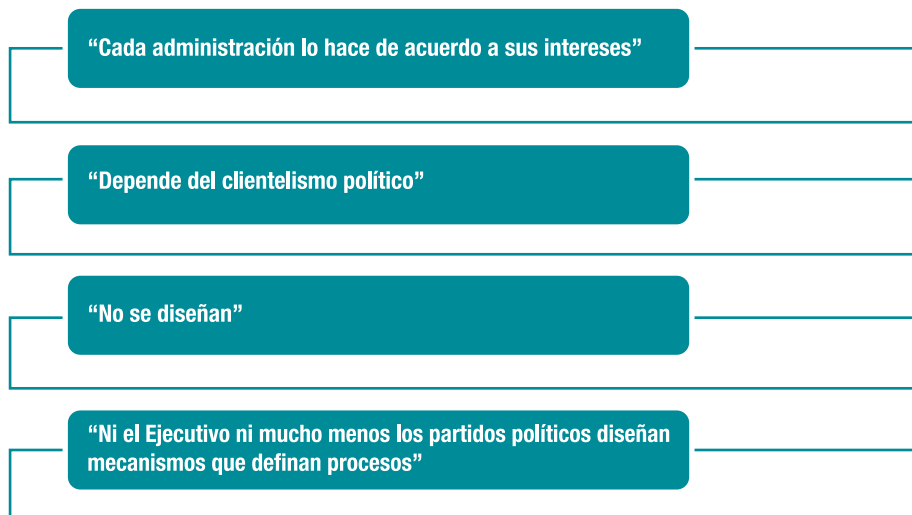 “Cada administración lo hace de acuerdo a sus intereses”
“Depende del clientelismo político”
“No se diseñan”
“Ni el Ejecutivo ni mucho menos los partidos políticos diseñan
mecanismos que definan procesos”